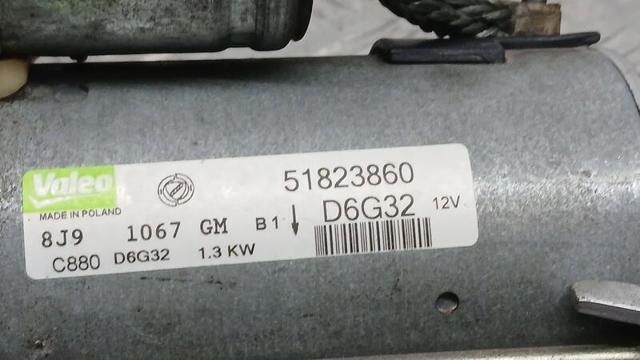 Valeo
MADE IN POLAND
51823860
8J9 1067 GM B1 D6G32 12V
C880 D6G32 1.3 KW